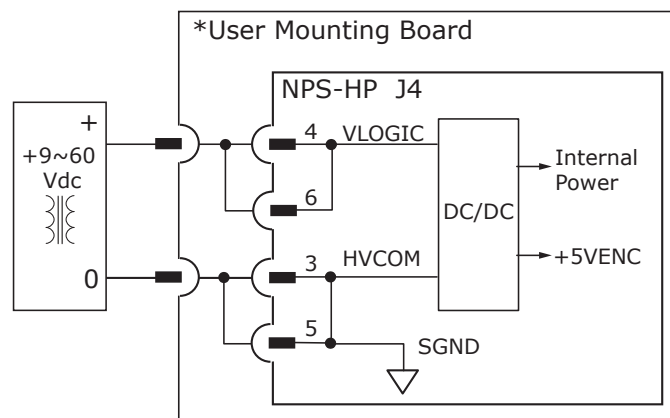 *User Mounting Board
NPS-HP J4
+
+9~60
Vdc
0
4
VLOGIC
6
3
HVCOM
5
SGND
DC/DC
Internal
Power
+5VENC